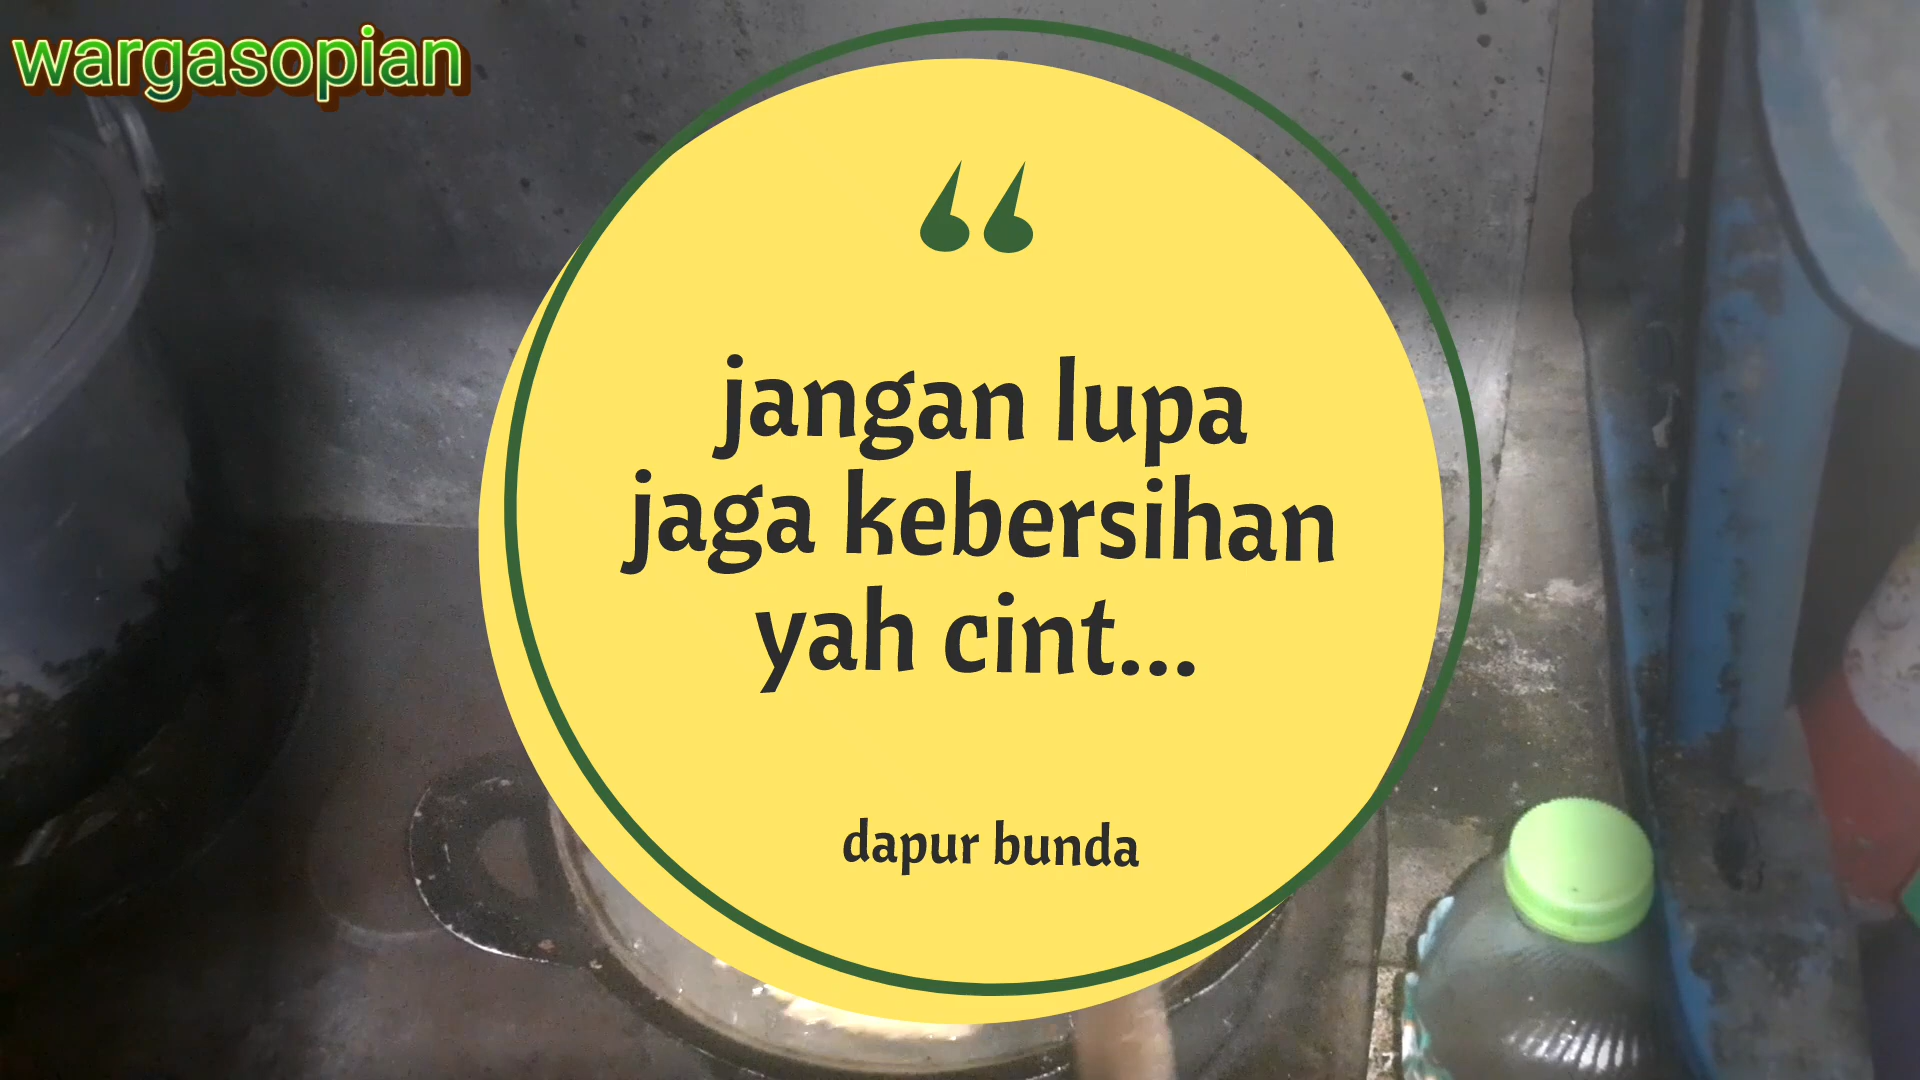 wargasopian
“
jangan lupa
jaga kebersihan
yah cint...
dapur bunda